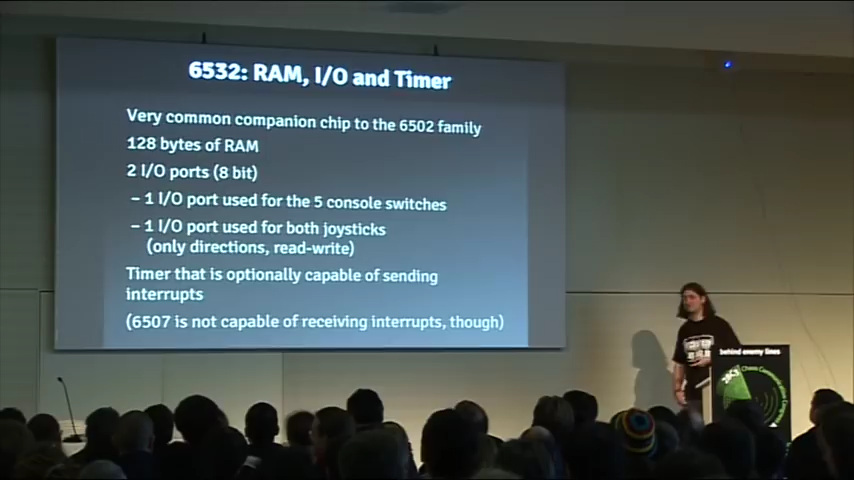 6532: RAM, I/O and Timer
Very common companion chip to the 6502 family
128 bytes of RAM
2 I/O ports (8 bit)
– 1 I/O port used for the 5 console switches
– 1 I/O port used for both joysticks
(only directions, read-write)
Timer that is optionally capable of sending
interrupts
(6507 is not capable of receiving interrupts, though)
behind enemy lines
28C3